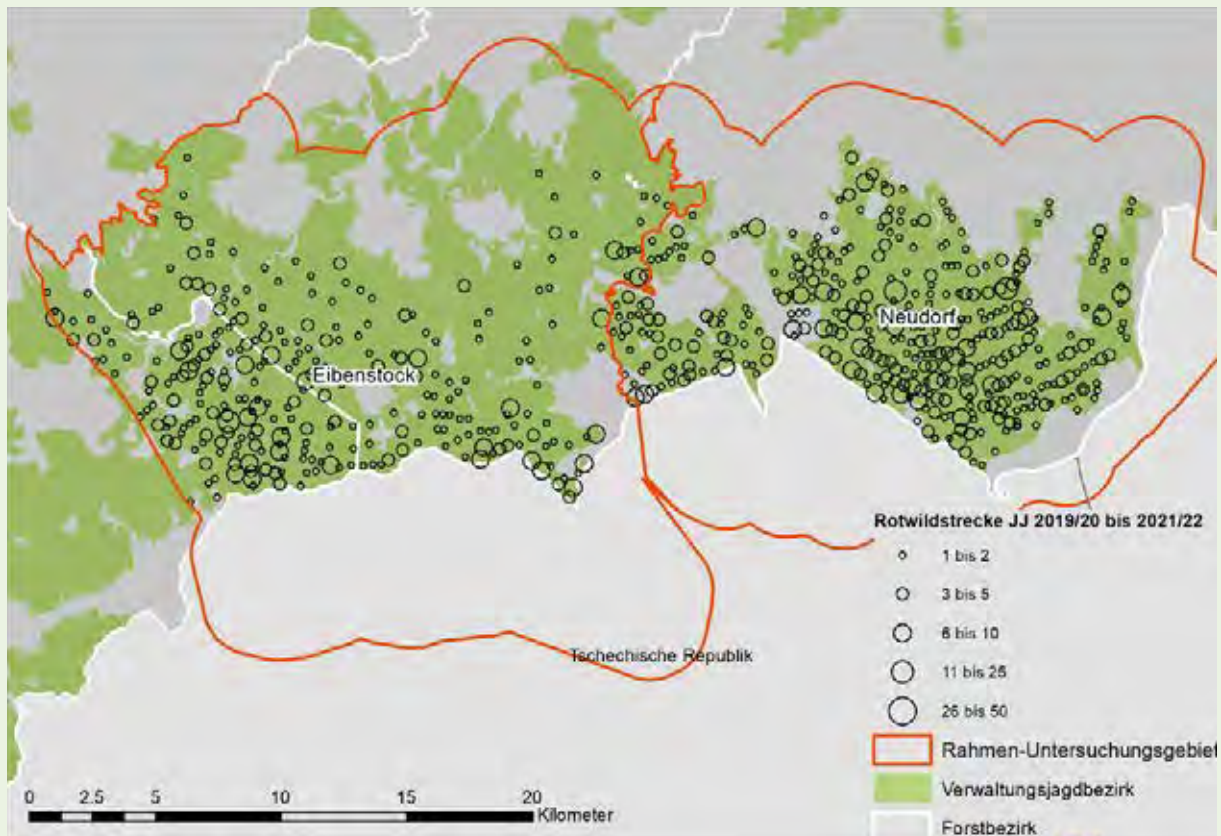 Neudorf
Eibenstock
Rotwildstrecke JJ 2019/20 bis 2021/22
1 bis 2
3 bis 5
6 bis 10
11 bis 25
26 bis 50
Tschechische Republik
Rahmen-Untersuchungsgebiet
Verwaltungsjagdbezirk
Forstbezirk
0 2.5 5 10 15 20
Kilometer